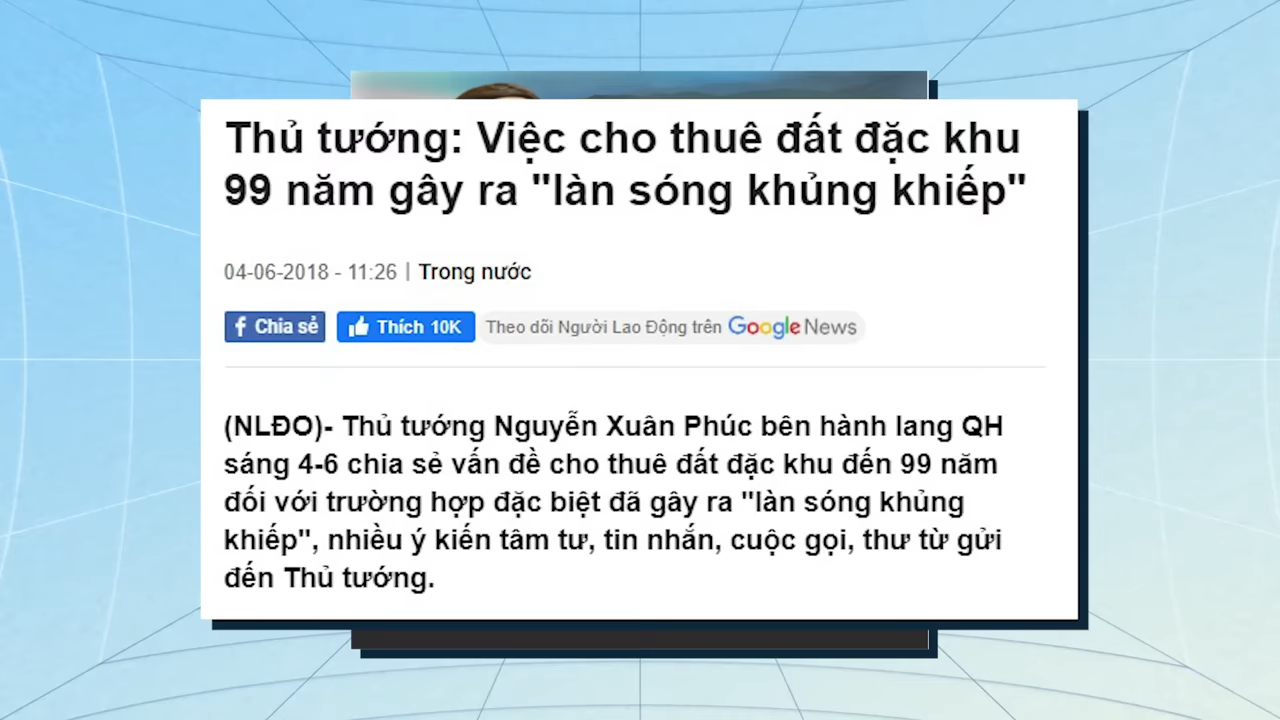 Thủ tướng: Việc cho thuê đất đặc khu
99 năm gây ra "làn sóng khủng khiếp"
04-06-2018 - 11:26 | Trong nước
Chia sẻ Thích 10K Theo dõi Người Lao Động trên Google News
(NLĐO)- Thủ tướng Nguyễn Xuân Phúc bên hành lang QH
sáng 4-6 chia sẻ vấn đề cho thuê đất đặc khu đến 99 năm
đối với trường hợp đặc biệt đã gây ra "làn sóng khủng
khiếp", nhiều ý kiến tâm tư, tin nhắn, cuộc gọi, thư từ gửi
đến Thủ tướng.